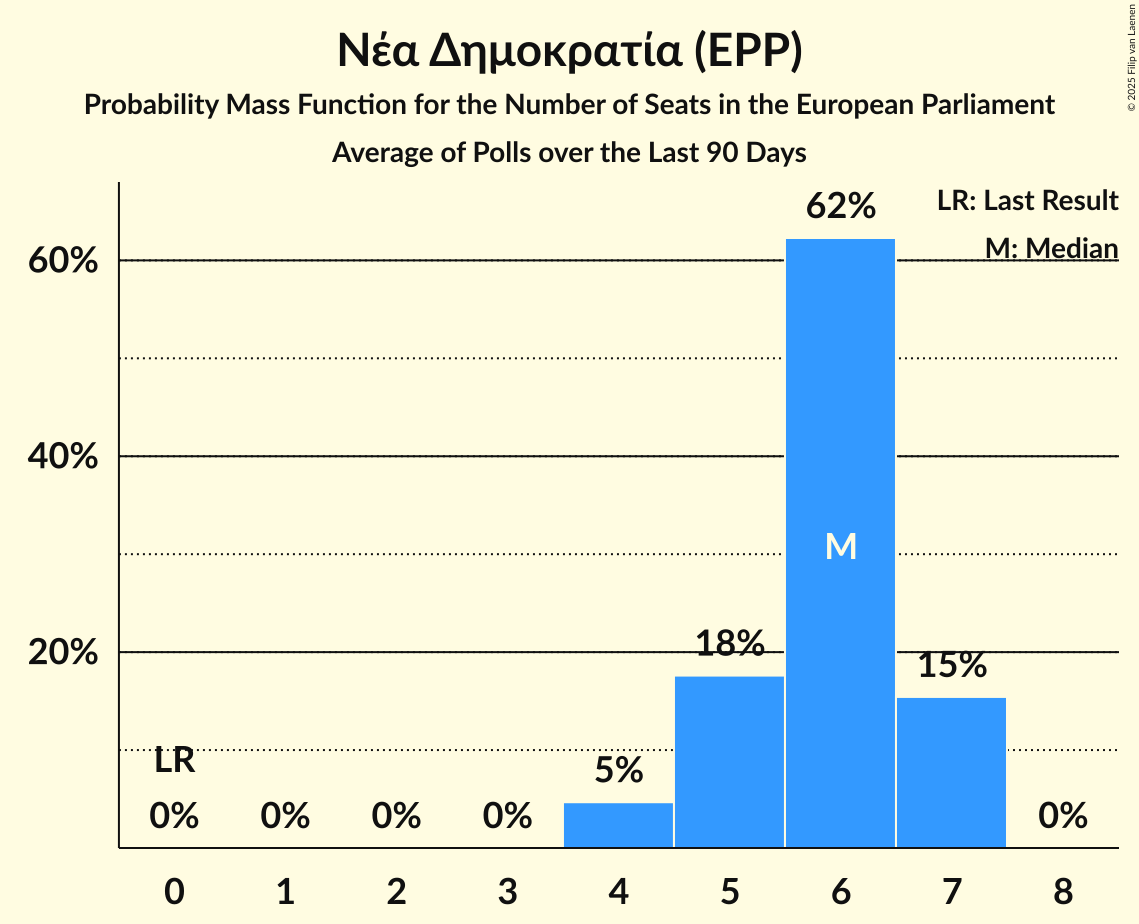 Νέα Δημοκρατία (EPP)
Probability Mass Function for the Number of Seats in the European Parliament
Average of Polls over the Last 90 Days
© 2025 Filip van Laenen
LR: Last Result
M: Median
62%
60%
40%
M
20%
18%
15%
LR
5%
0% 0% 0% 0% 0%
0 1 2 3 4 5 6 7 8